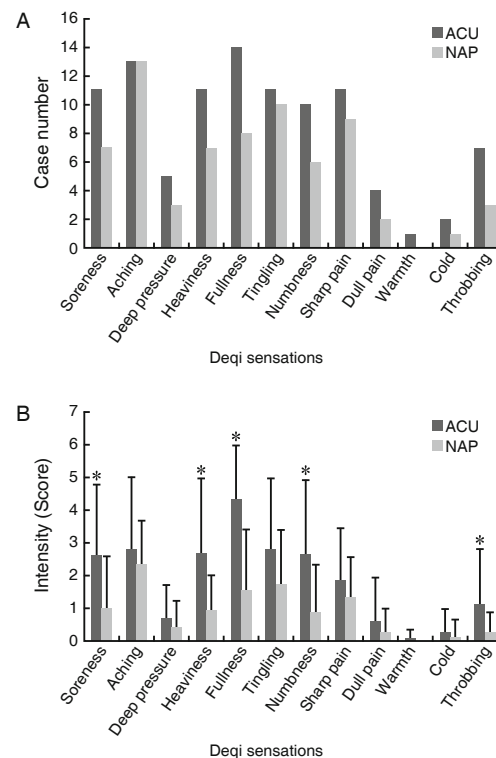 A
ACU
NAP
Case number
16
14
12
10
8
6
4
2
0
Soreness
Aching
Deep pressure
Heaviness
Fullness
Tingling
Numbness
Sharp pain
Dull pain
Warmth
Cold
Throbbing
Deqi sensations
B
ACU
NAP
Intensity (Score)
7
6
5
4
3
2
1
0
*
*
*
*
*
Soreness
Aching
Deep pressure
Heaviness
Fullness
Tingling
Numbness
Sharp pain
Dull pain
Warmth
Cold
Throbbing
Deqi sensations